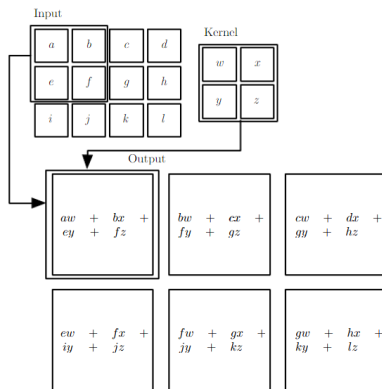 Input
Kernel
a b c d
w x
e f g h
y z
i j k l
Output
aw + bx +
ey + fz
bw + cx +
fy + gz
cw + dx +
gy + hz
ew + fx +
iy + jz
fw + gx +
jy + kz
gw + hx +
ky + lz